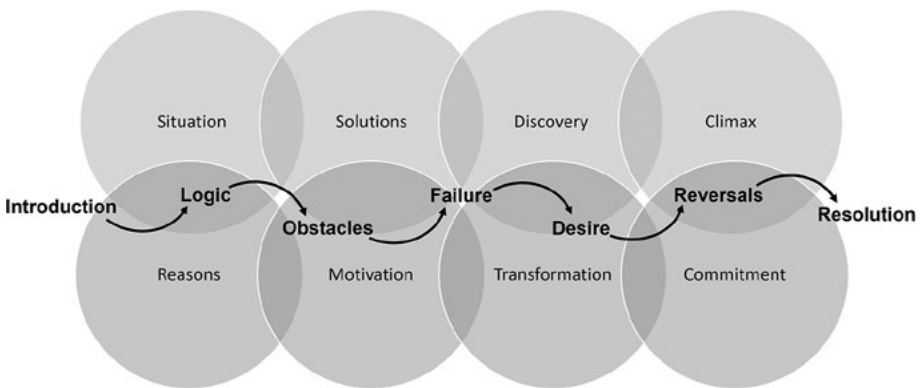 Situation
Solutions
Discovery
Climax
Introduction
Logic
Obstacles
Failure
Desire
Reversals
Resolution
Reasons
Motivation
Transformation
Commitment